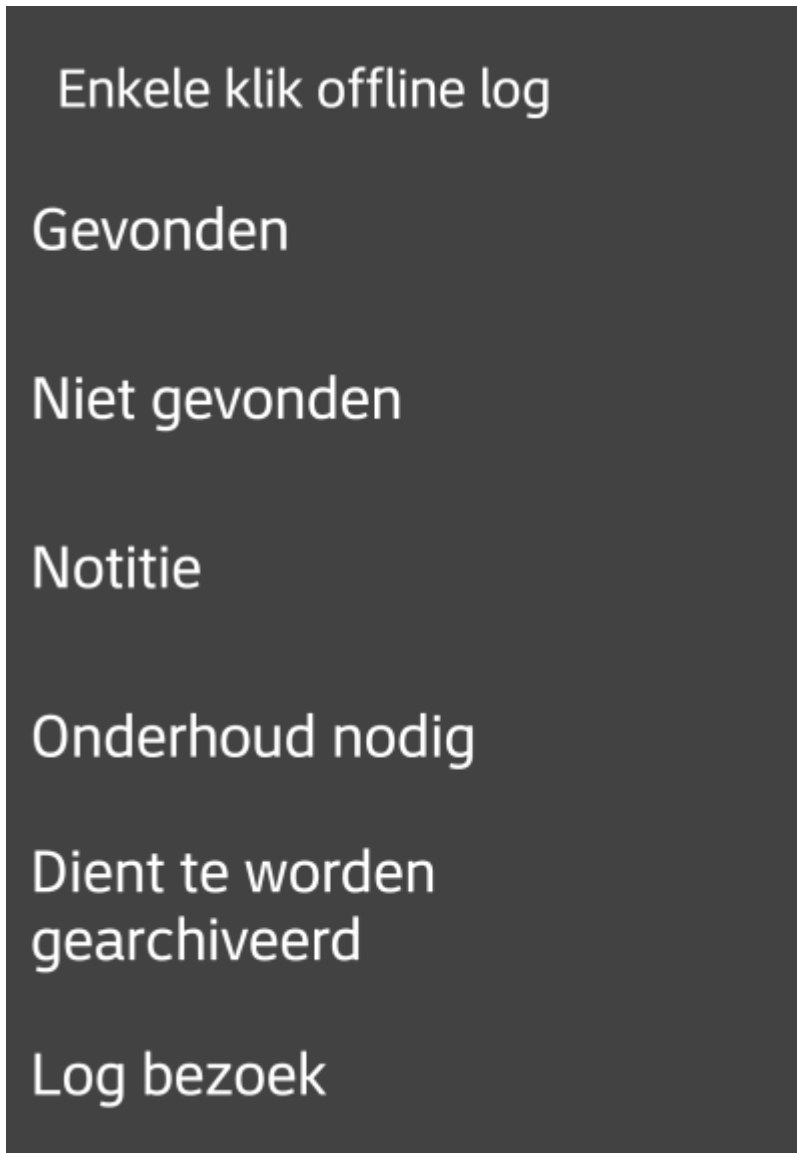 Enkele klik offline log
Gevonden
Niet gevonden
Notitie
Onderhoud nodig
Dient te worden
gearchiveerd
Log bezoek